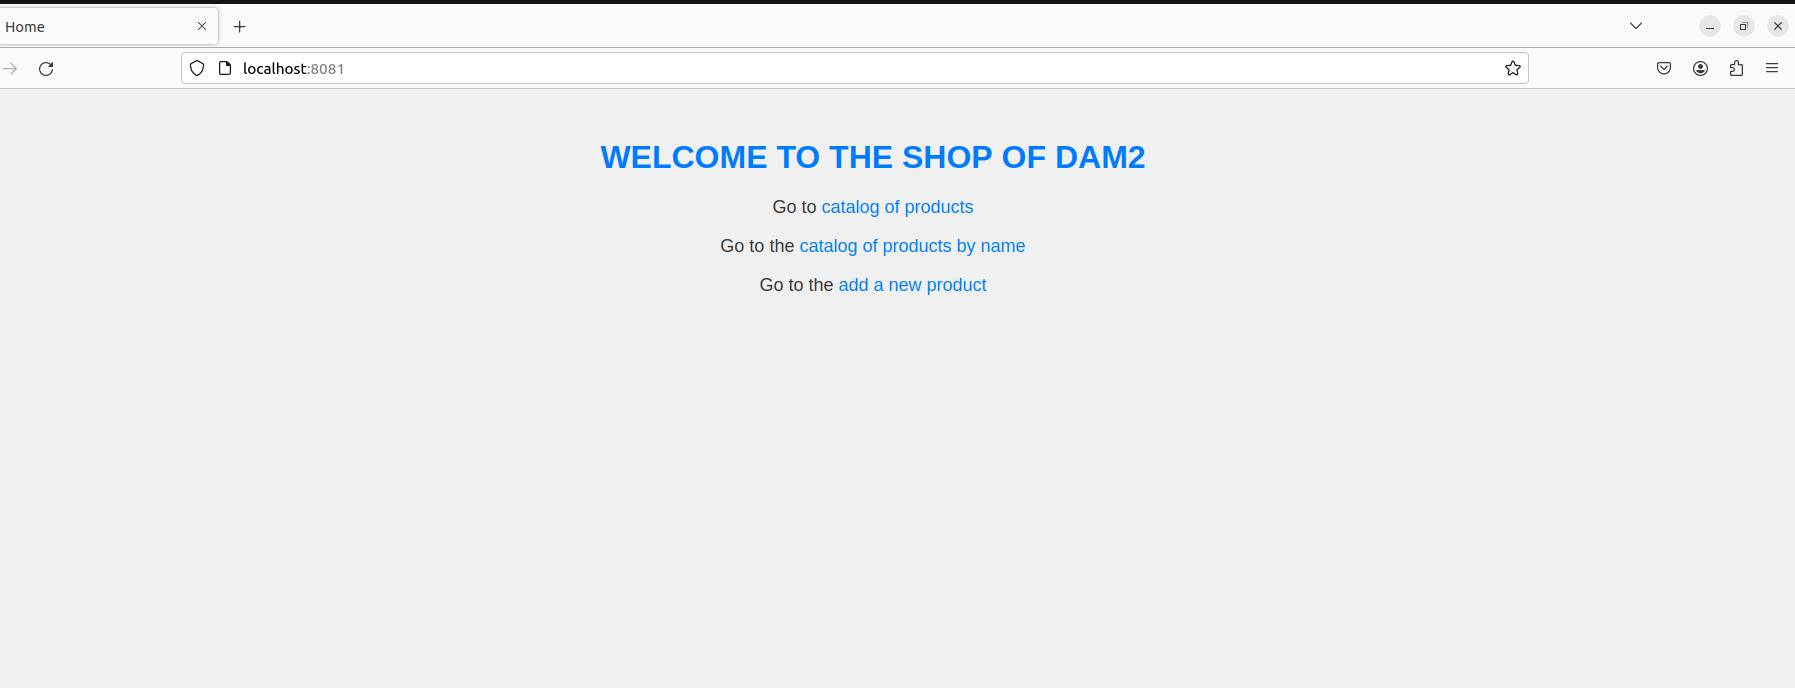 Home
localhost:8081
WELCOME TO THE SHOP OF DAM2
Go to catalog of products
Go to the catalog of products by name
Go to the add a new product